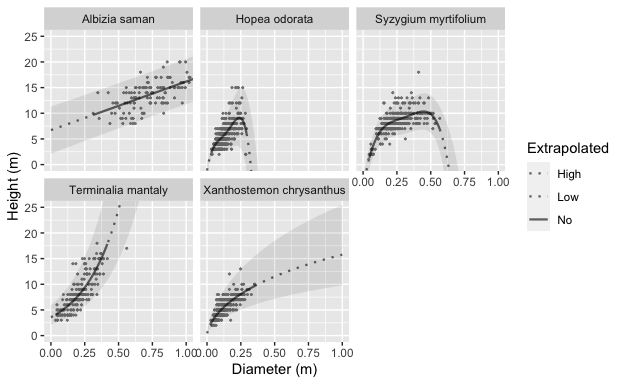 Albizia saman Hopea odorata Syzygium myrtifolium
25
20
15
10
5
0
0.00 0.25 0.50 0.75 1.00
Terminalia mantaly Xanthostemon chrysanthus
25
20
15
10
5
0
0.00 0.25 0.50 0.75 1.00 0.00 0.25 0.50 0.75 1.00
Diameter (m)
Height (m)
Extrapolated
High
Low
No